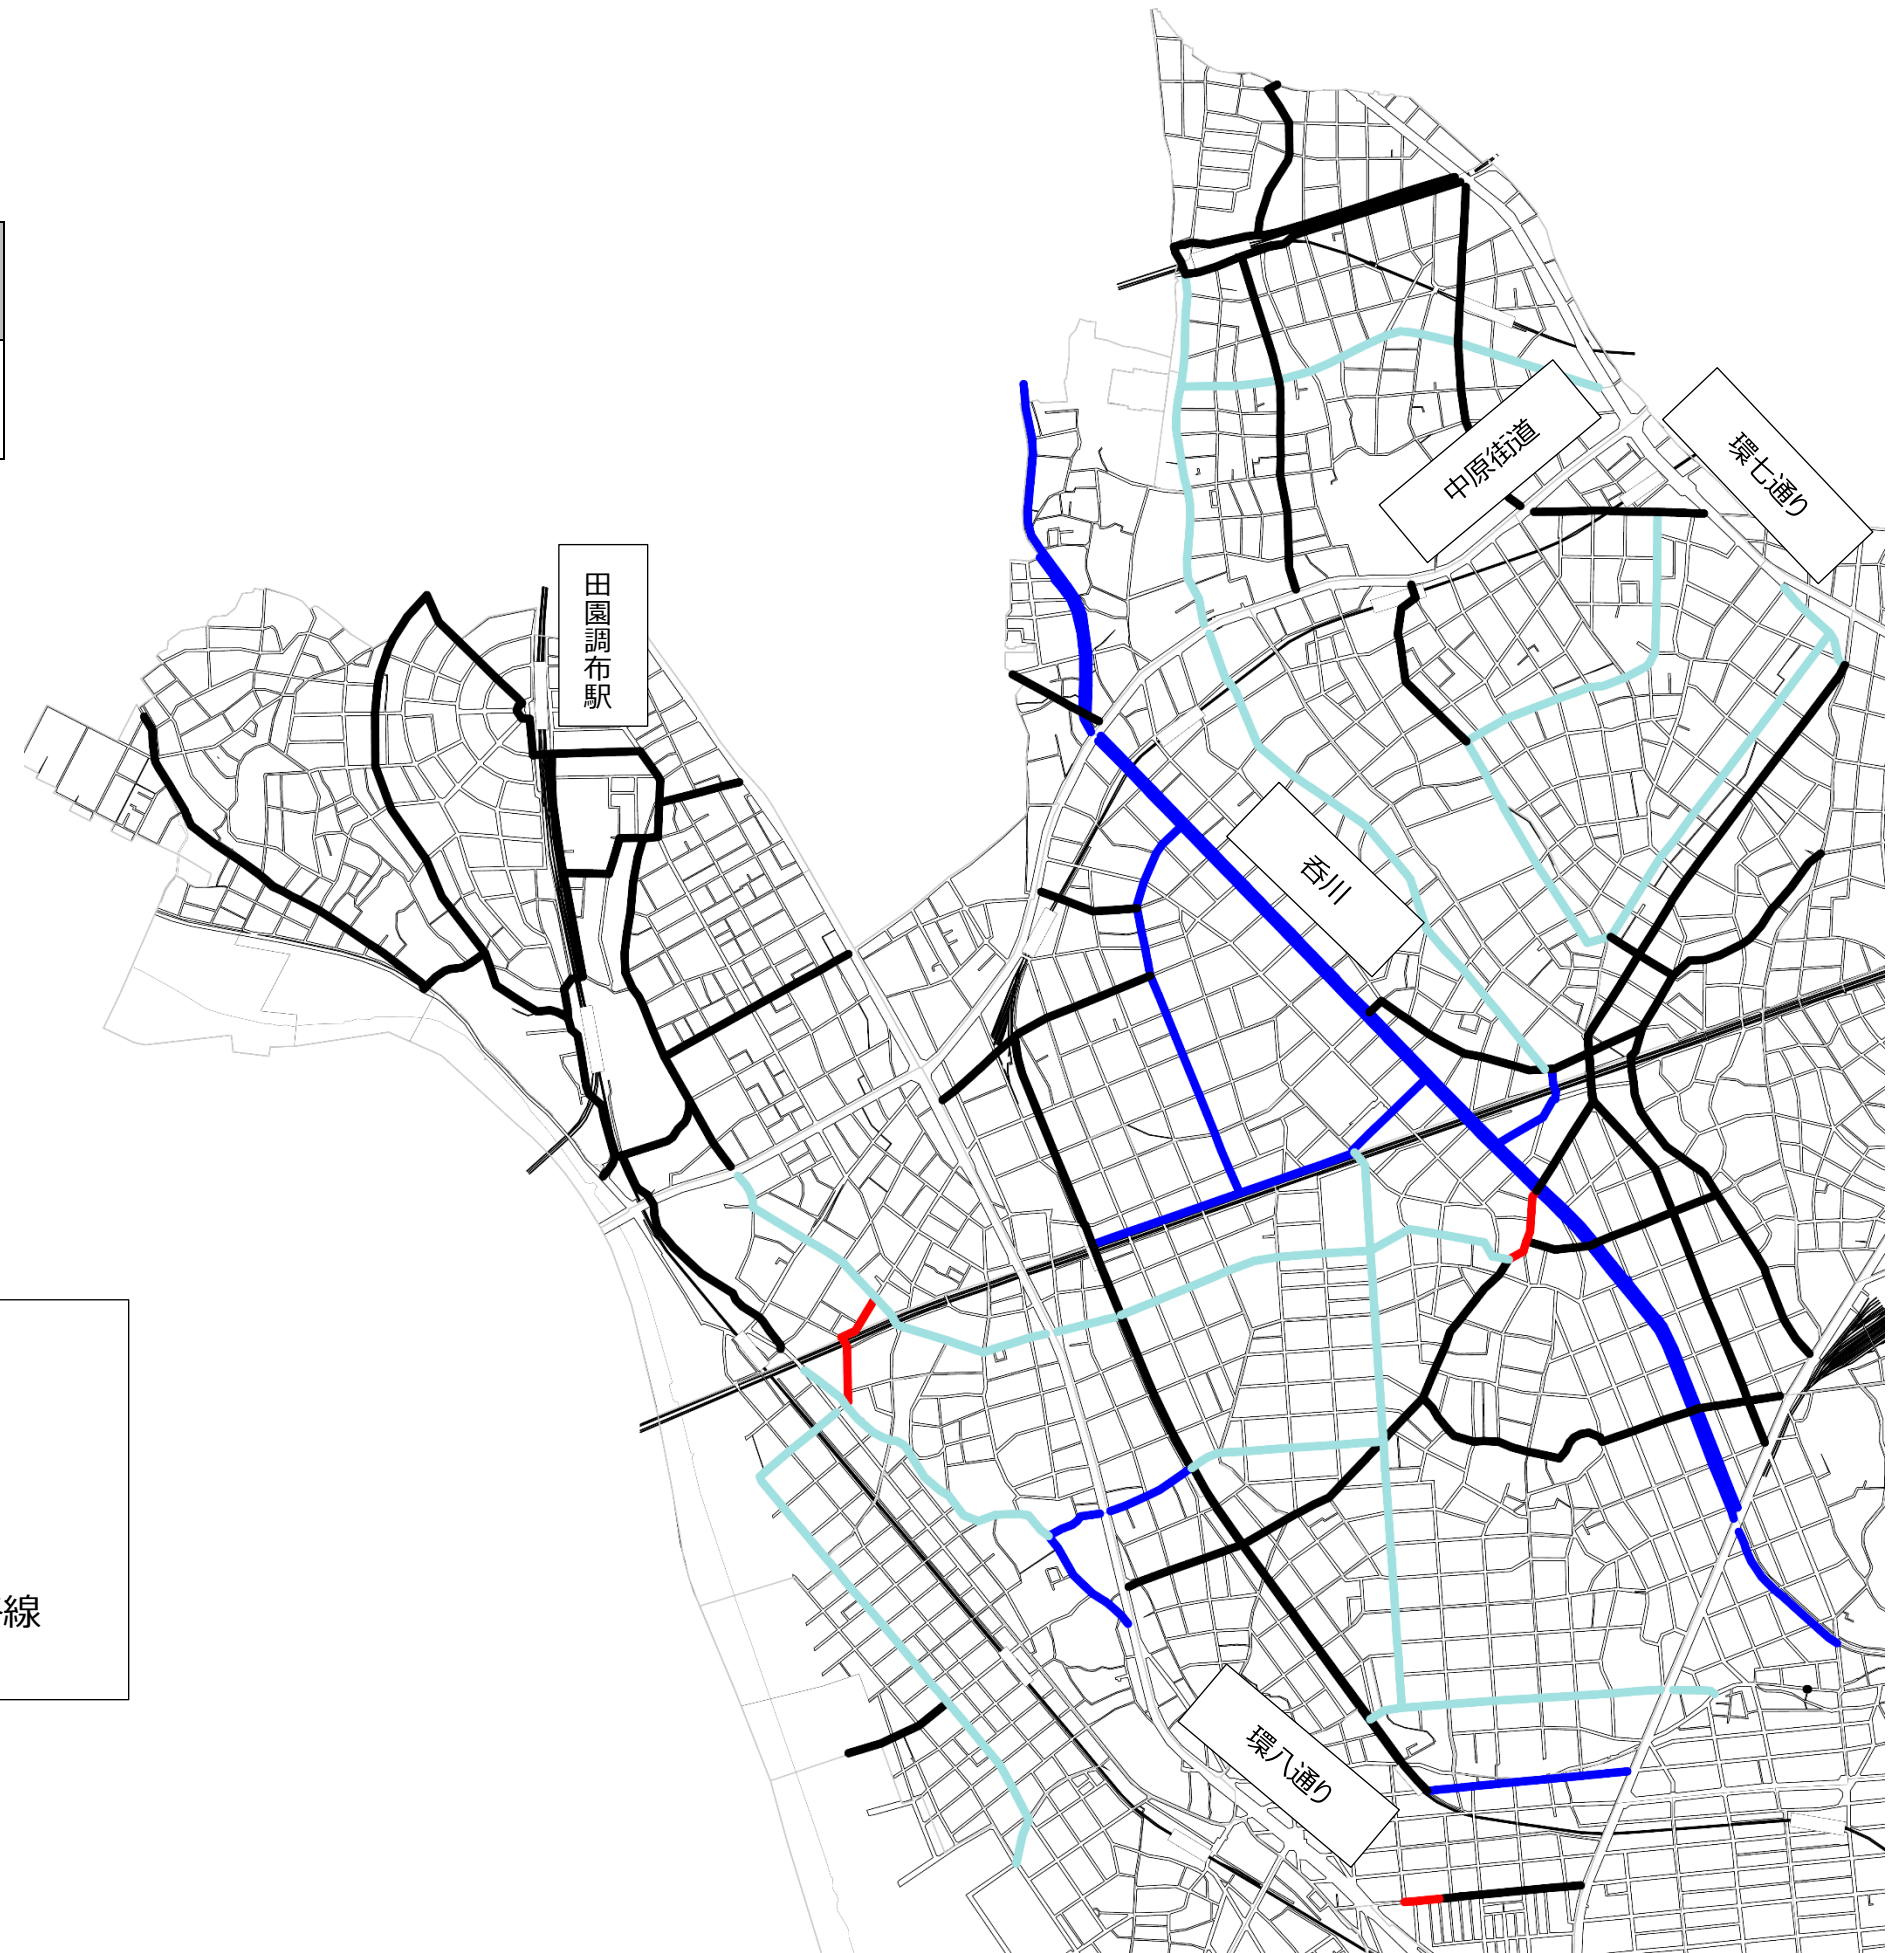 中原街道
環七通り
田園調布駅
呑川
線
環八通り